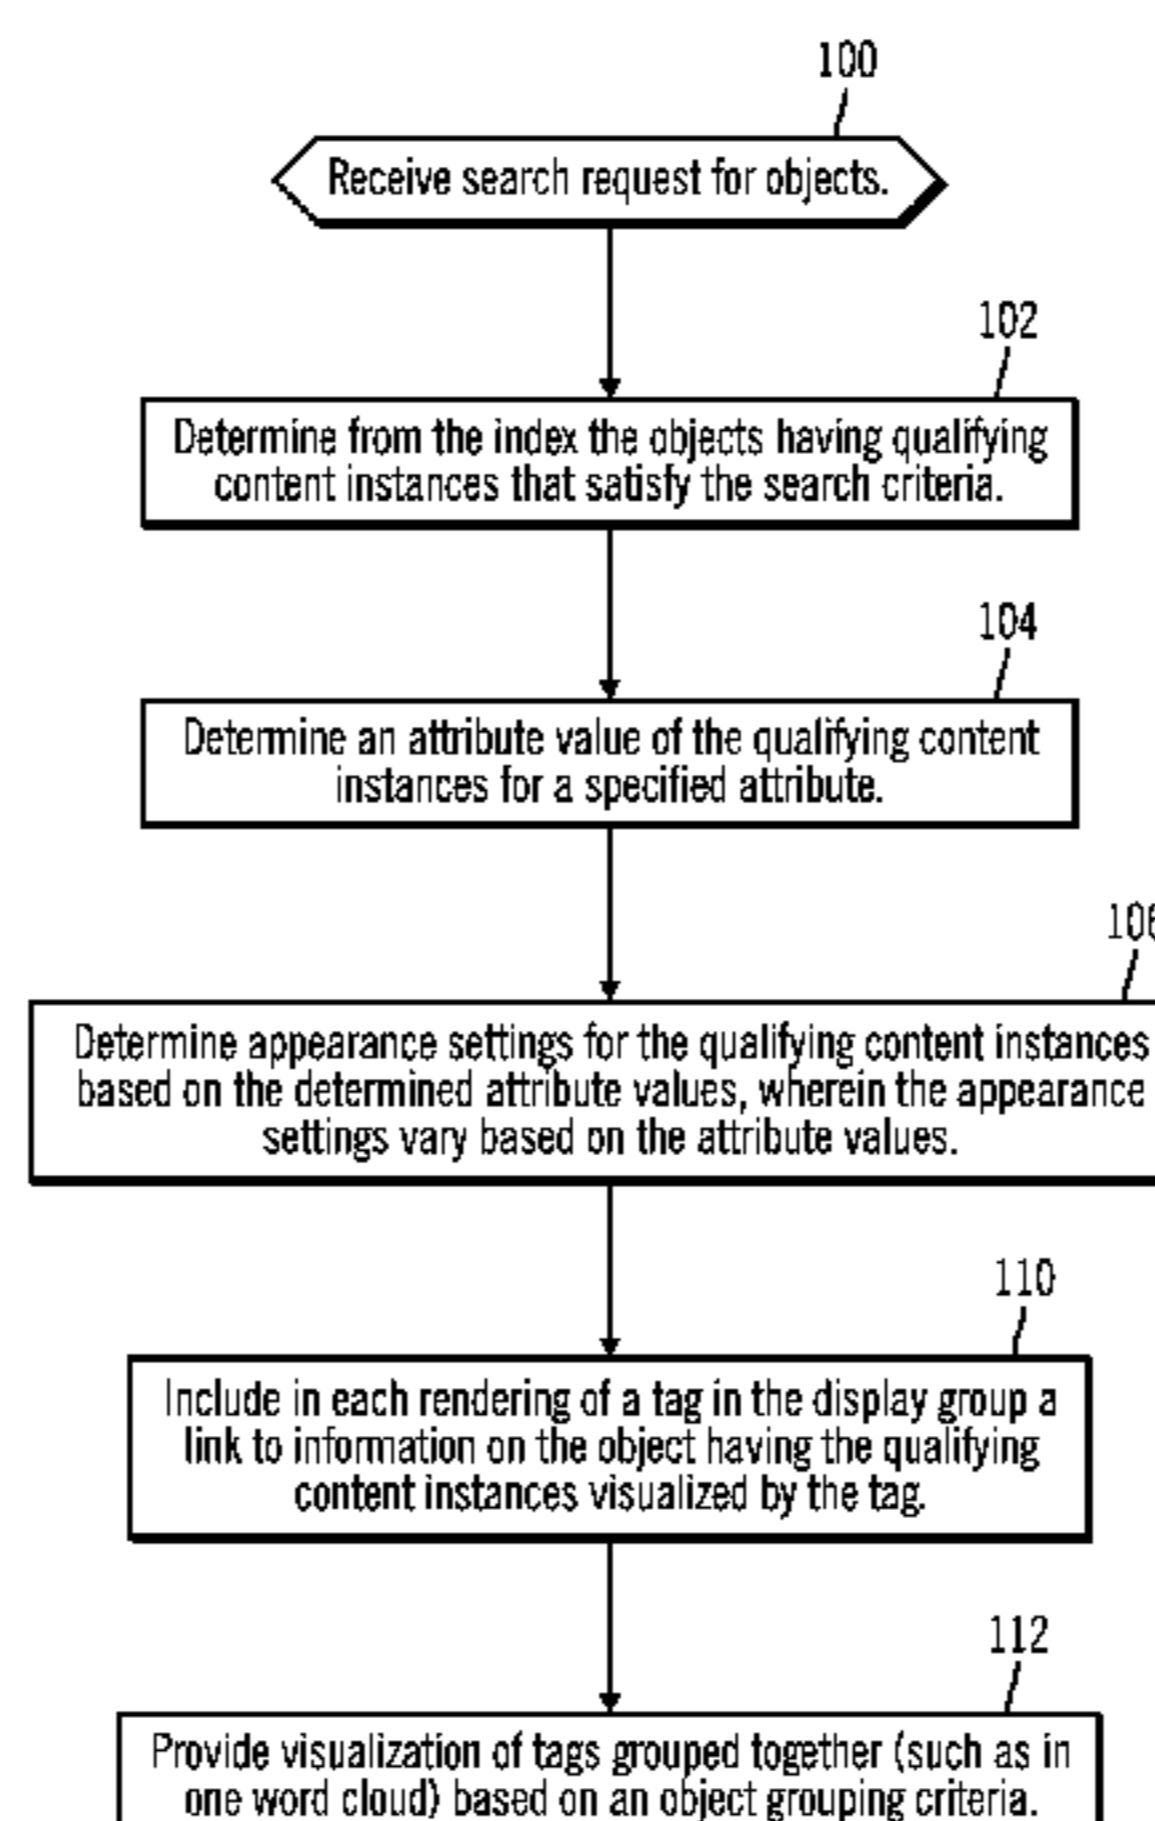 100
Receive search request for objects.
102
Determine from the index the objects having qualifying
content instances that satisfy the search criteria.
104
Determine an attribute value of the qualifying content
instances for a specified attribute.
106
Determine appearance settings for the qualifying content instances
based on the determined attribute values, wherein the appearance
settings vary based on the attribute values.
110
Include in each rendering of a tag in the display group a
link to information on the object having the qualifying
content instances visualized by the tag.
112
Provide visualization of tags grouped together (such as in
one word cloud) based on an object grouping criteria.